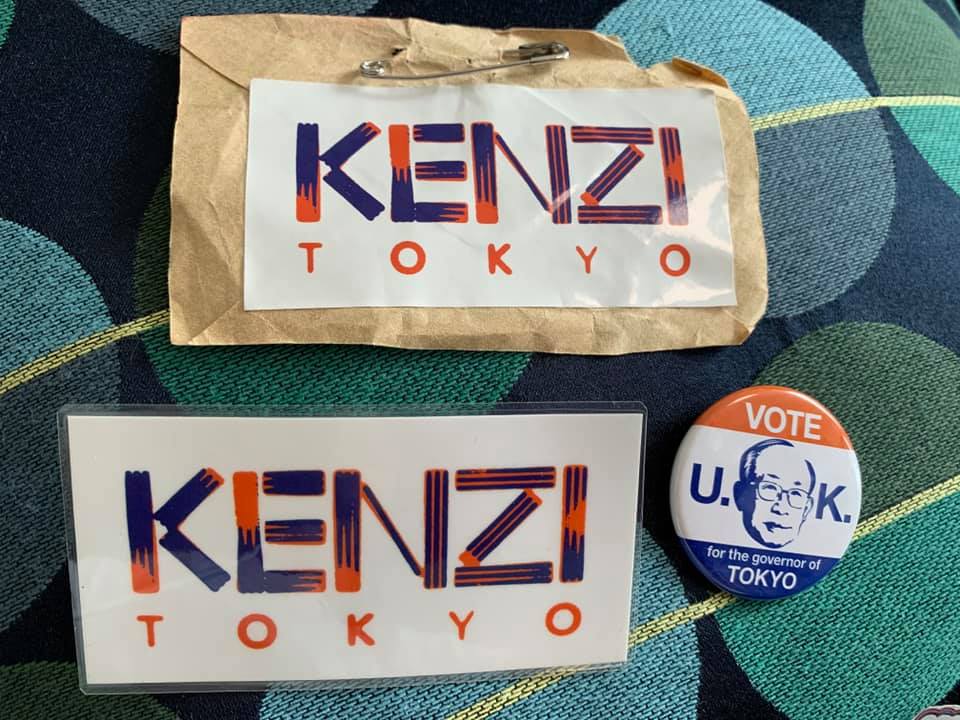 KENZI
TOKYO
KENZI
TOKYO
VOTE
U. K.
for the governor of
TOKYO